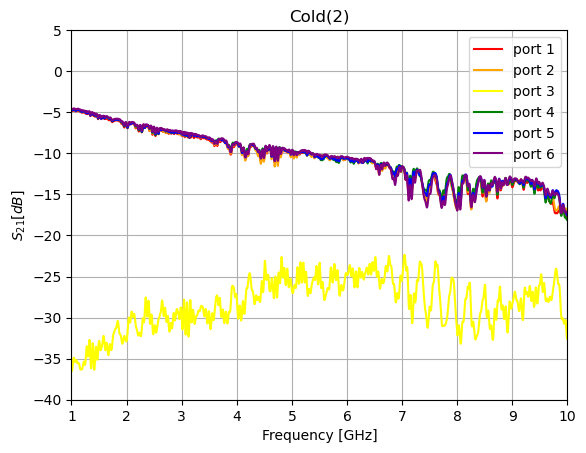 Cold(2)
5
0
−5
−10
−15
−20
−25
−30
−35
−40
S21[dB]
port 1
port 2
port 3
port 4
port 5
port 6
1 2 3 4 5 6 7 8 9 10
Frequency [GHz]